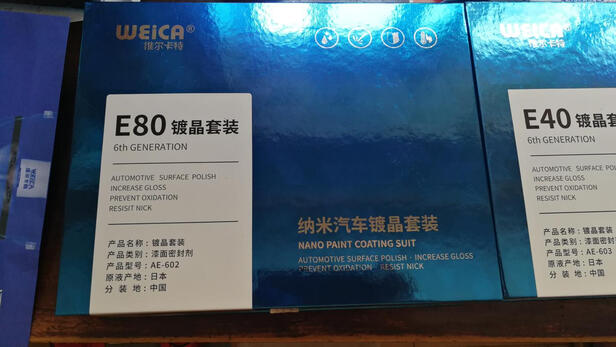 WEICA®
维尔卡特
E80 镀晶套装
6th GENERATION
AUTOMOTIVE SURFACE POLISH
INCREASE GLOSS
PREVENT OXIDATION
RESISIT NICK
产品名称：镀晶套装
产品类别：漆面密封剂
产品型号：AE-602
原液产地：日本
分装地：中国
纳米汽车镀晶套装
NANO PAINT COATING SUIT
AUTOMOTIVE SURFACE POLISH · INCREASE GLOSS
PREVENT OXIDATION · RESIST NICK
WEICA®
维尔卡特
E40 镀晶
6th GENERATION
AUTOMOTIVE SURFACE
INCREASE GLOSS
PREVENT OXIDATION
RESISIT NICK
产品名称：镀晶套装
产品类别：漆面密封
产品型号：AE-603
原液产地：日本
分装地：中国
WEICA